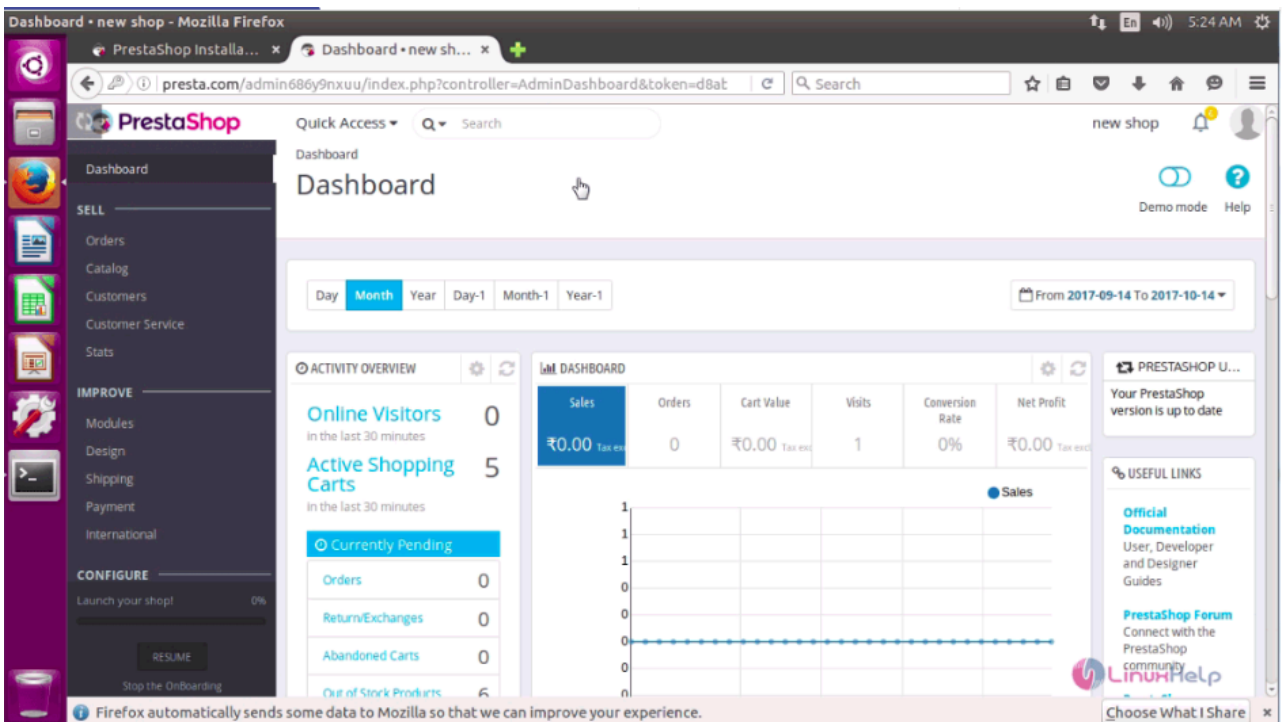 Dashboard • new shop - Mozilla Firefox
En
5:24 AM
PrestaShop Installa...
Dashboard • new sh...
presta.com/admin686y9nxuu/index.php?controller=AdminDashboard&token=d8ab
Search
PrestaShop
Quick Access
Search
new shop
Dashboard
Dashboard
Demo mode
Help
Dashboard
SELL
Orders
Catalog
Customers
Customer Service
Stats
IMPROVE
Modules
Design
Shipping
Payment
International
CONFIGURE
Launch your shop!
0%
RESUME
Stop the OnBoarding
Day
Month
Year
Day-1
Month-1
Year-1
From 2017-09-14 To 2017-10-14
ACTIVITY OVERVIEW
Online Visitors
0
in the last 30 minutes
Active Shopping
Carts
5
in the last 30 minutes
Currently Pending
Orders
0
Return/Exchanges
0
Abandoned Carts
0
Out of Stock Products
6
DASHBOARD
Sales
₹0.00 Tax exc
Orders
0
Cart Value
₹0.00 Tax exc
Visits
1
Conversion
Rate
0%
Net Profit
₹0.00 Tax excl
Sales
1
1
1
0
0
0
0
0
PRESTASHOP U...
Your PrestaShop
version is up to date
USEFUL LINKS
Official
Documentation
User, Developer
and Designer
Guides
PrestaShop Forum
Connect with the
PrestaShop
community
LinuxHelp
Firefox automatically sends some data to Mozilla so that we can improve your experience.
Choose What I Share